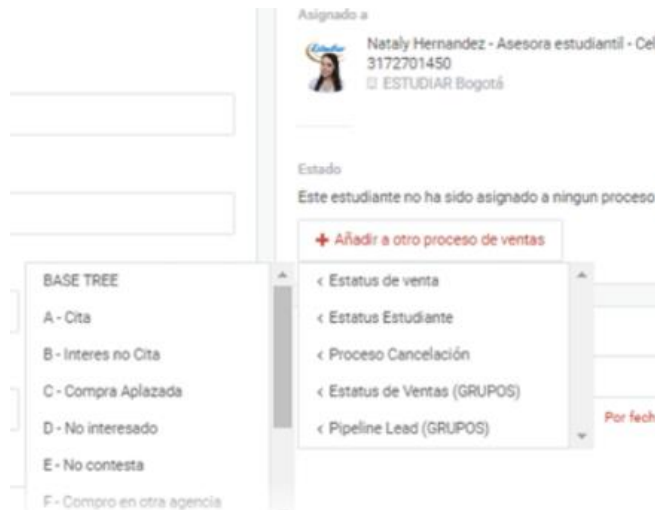 Asignado a
Estudiar
Nataly Hernandez - Asesora estudiantil - Cel
3172701450
ESTUDIAR Bogotá
Estado
Este estudiante no ha sido asignado a ningun proceso
+ Añadir a otro proceso de ventas
BASE TREE
A - Cita
B - Interes no Cita
C - Compra Aplazada
D - No interesado
E - No contesta
F - Compro en otra agencia
< Estatus de venta
< Estatus Estudiante
< Proceso Cancelación
< Estatus de Ventas (GRUPOS)
< Pipeline Lead (GRUPOS)
Por fech